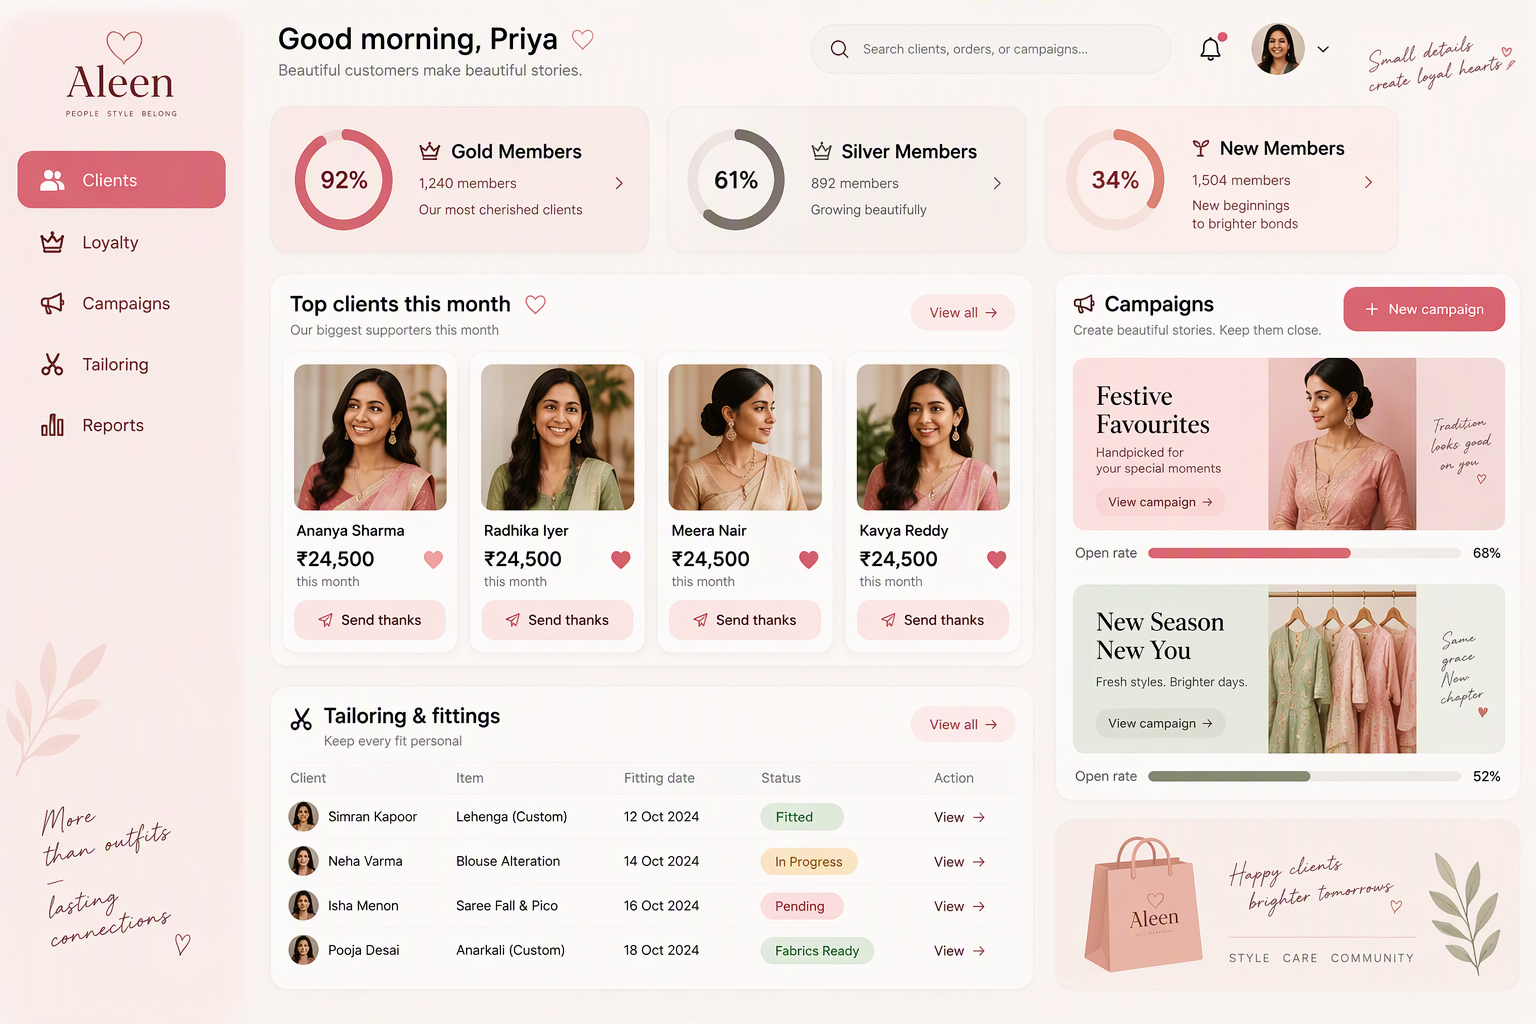 Aleen
PEOPLE STYLE BELONG
Clients
Loyalty
Campaigns
Tailoring
Reports
More
than outfits
—
lasting
connections
Good morning, Priya
Beautiful customers make beautiful stories.
Search clients, orders, or campaigns...
Small details
create loyal hearts
92%
Gold Members
1,240 members
Our most cherished clients
61%
Silver Members
892 members
Growing beautifully
34%
New Members
1,504 members
New beginnings
to brighter bonds
Top clients this month
Our biggest supporters this month
View all →
Ananya Sharma
₹24,500
this month
Send thanks
Radhika Iyer
₹24,500
this month
Send thanks
Meera Nair
₹24,500
this month
Send thanks
Kavya Reddy
₹24,500
this month
Send thanks
Tailoring & fittings
Keep every fit personal
View all →
Client Item Fitting date Status Action
Simran Kapoor Lehenga (Custom) 12 Oct 2024 Fitted View →
Neha Varma Blouse Alteration 14 Oct 2024 In Progress View →
Isha Menon Saree Fall & Pico 16 Oct 2024 Pending View →
Pooja Desai Anarkali (Custom) 18 Oct 2024 Fabrics Ready View →
Campaigns
Create beautiful stories. Keep them close.
+ New campaign
Festive
Favourites
Handpicked for
your special moments
View campaign →
Tradition
looks good
on you
Open rate 68%
New Season
New You
Fresh styles. Brighter days.
View campaign →
Same
grace
New
chapter
Open rate 52%
Aleen
Happy clients
brighter tomorrows
STYLE CARE COMMUNITY